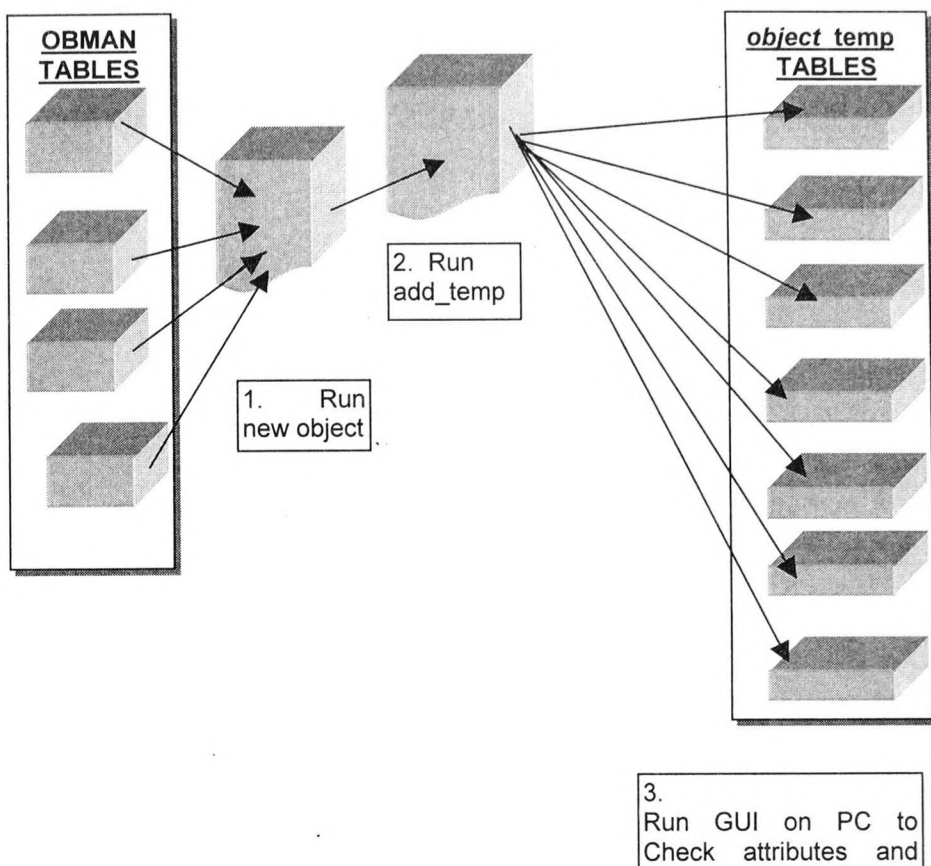 OBMAN
TABLES
object temp
TABLES
2. Run
add_temp
1. Run
new object
3.
Run GUI on PC to
Check attributes and